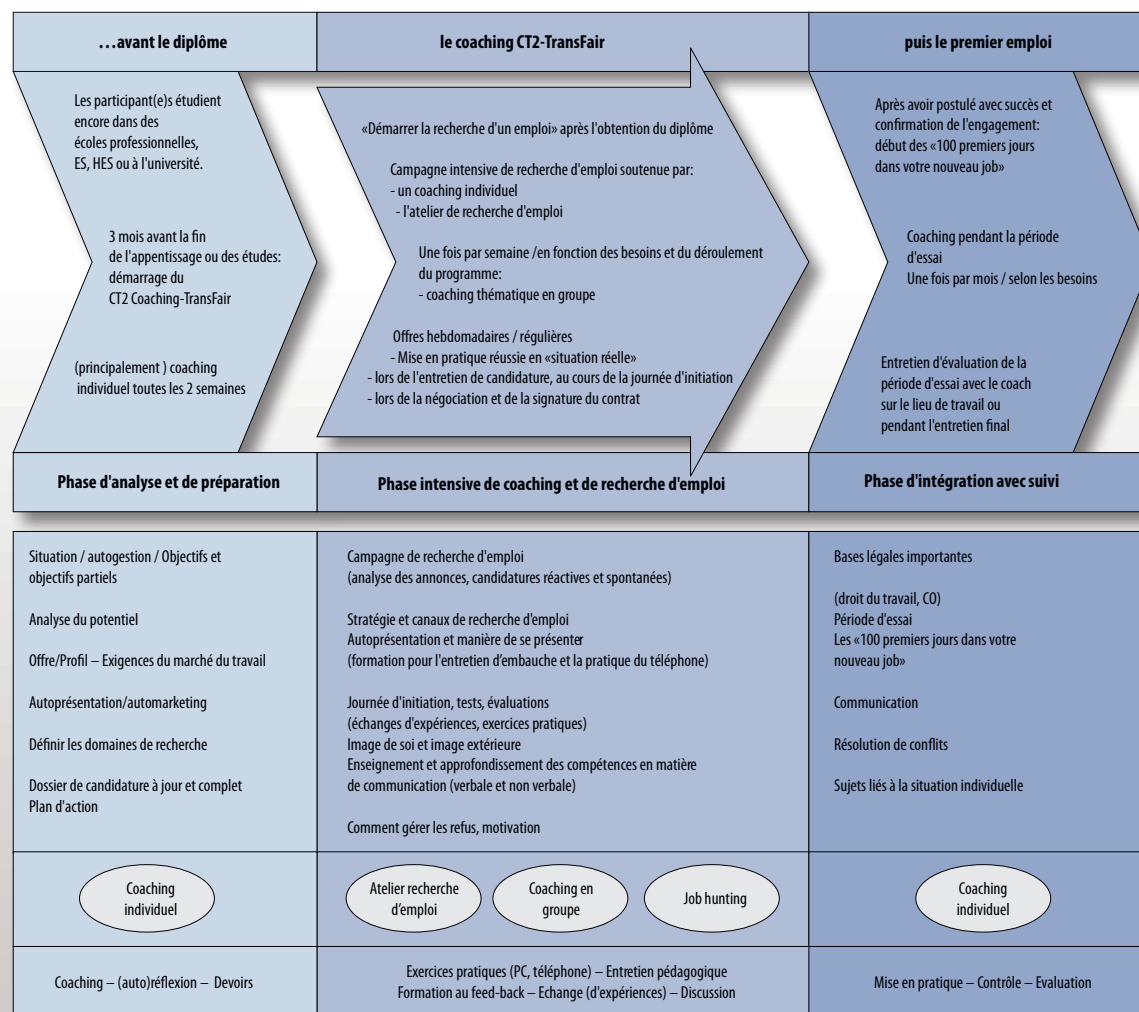 …avant le diplôme
le coaching CT2-TransFair
puis le premier emploi
Les participant(e)s étudient
encore dans des
écoles professionnelles,
ES, HES ou à l'université.
3 mois avant la fin
de l'appentissage ou des études:
démarrage du
CT2 Coaching-TransFair
(principalement ) coaching
individuel toutes les 2 semaines
«Démarrer la recherche d'un emploi» après l'obtention du diplôme
Campagne intensive de recherche d'emploi soutenue par:
- un coaching individuel
- l'atelier de recherche d'emploi
Une fois par semaine /en fonction des besoins et du déroulement
du programme:
- coaching thématique en groupe
Offres hebdomadaires / régulières
- Mise en pratique réussie en «situation réelle»
- lors de l'entretien de candidature, au cours de la journée d'initiation
- lors de la négociation et de la signature du contrat
Après avoir postulé avec succès et
confirmation de l'engagement:
début des «100 premiers jours
dans votre nouveau job»
Coaching pendant la période
d'essai
Une fois par mois / selon les besoins
Entretien d'évaluation de la
période d'essai avec le coach
sur le lieu de travail ou
pendant l'entretien final
Phase d'analyse et de préparation
Phase intensive de coaching et de recherche d'emploi
Phase d'intégration avec suivi
Situation / autogestion / Objectifs et
objectifs partiels
Analyse du potentiel
Offre/Profil – Exigences du marché du travail
Autoprésentation/automarketing
Définir les domaines de recherche
Dossier de candidature à jour et complet
Plan d'action
Campagne de recherche d'emploi
(analyse des annonces, candidatures réactives et spontanées)
Stratégie et canaux de recherche d'emploi
Autoprésentation et manière de se présenter
(formation pour l'entretien d’embauche et la pratique du téléphone)
Journée d'initiation, tests, évaluations
(échanges d'expériences, exercices pratiques)
Image de soi et image extérieure
Enseignement et approfondissement des compétences en matière
de communication (verbale et non verbale)
Comment gérer les refus, motivation
Bases légales importantes
(droit du travail, CO)
Période d'essai
Les «100 premiers jours dans votre
nouveau job»
Communication
Résolution de conflits
Sujets liés à la situation individuelle
Coaching
individuel
Atelier recherche
d’emploi
Coaching en
groupe
Job hunting
Coaching
individuel
Coaching – (auto)réflexion – Devoirs
Exercices pratiques (PC, téléphone) – Entretien pédagogique
Formation au feed-back – Echange (d'expériences) – Discussion
Mise en pratique – Contrôle – Evaluation